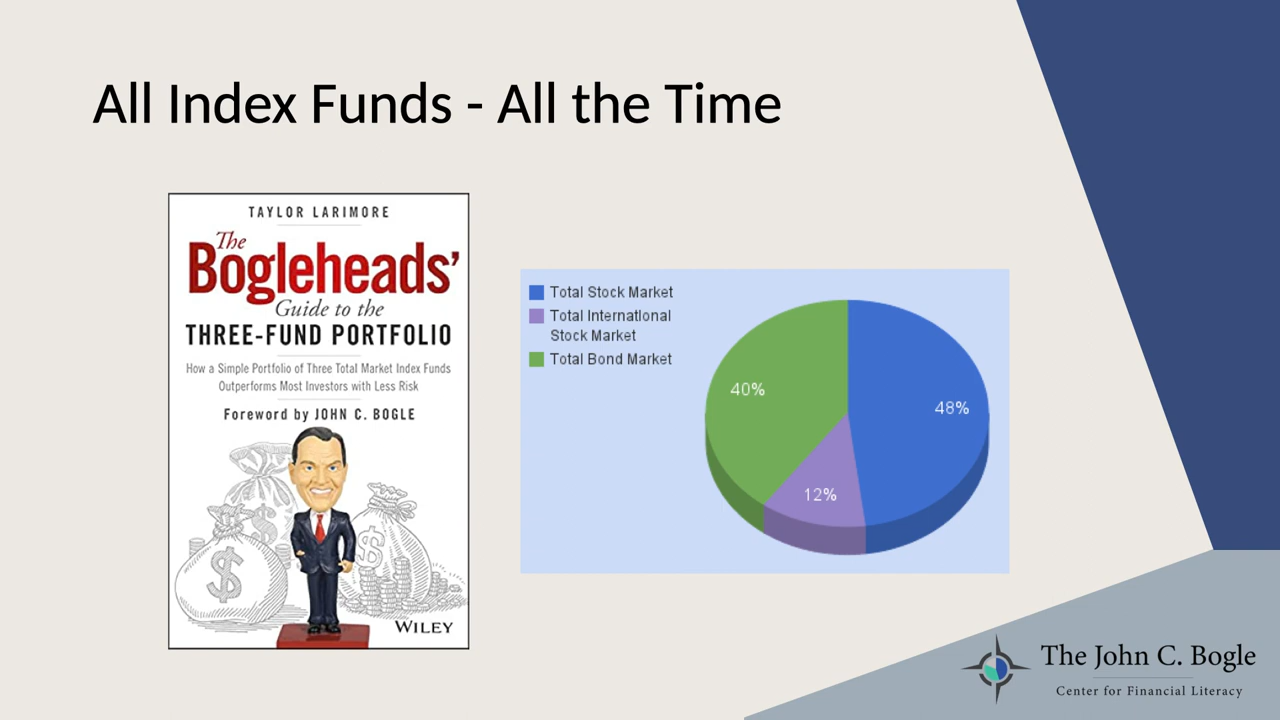 All Index Funds - All the Time
TAYLOR LARIMORE
The
Bogleheads’
Guide to the
THREE-FUND PORTFOLIO
How a Simple Portfolio of Three Total Market Index Funds
Outperforms Most Investors with Less Risk
Foreword by JOHN C. BOGLE
$
$
$
WILEY
Total Stock Market
Total International
Stock Market
Total Bond Market
40%
48%
12%
The John C. Bogle
Center for Financial Literacy